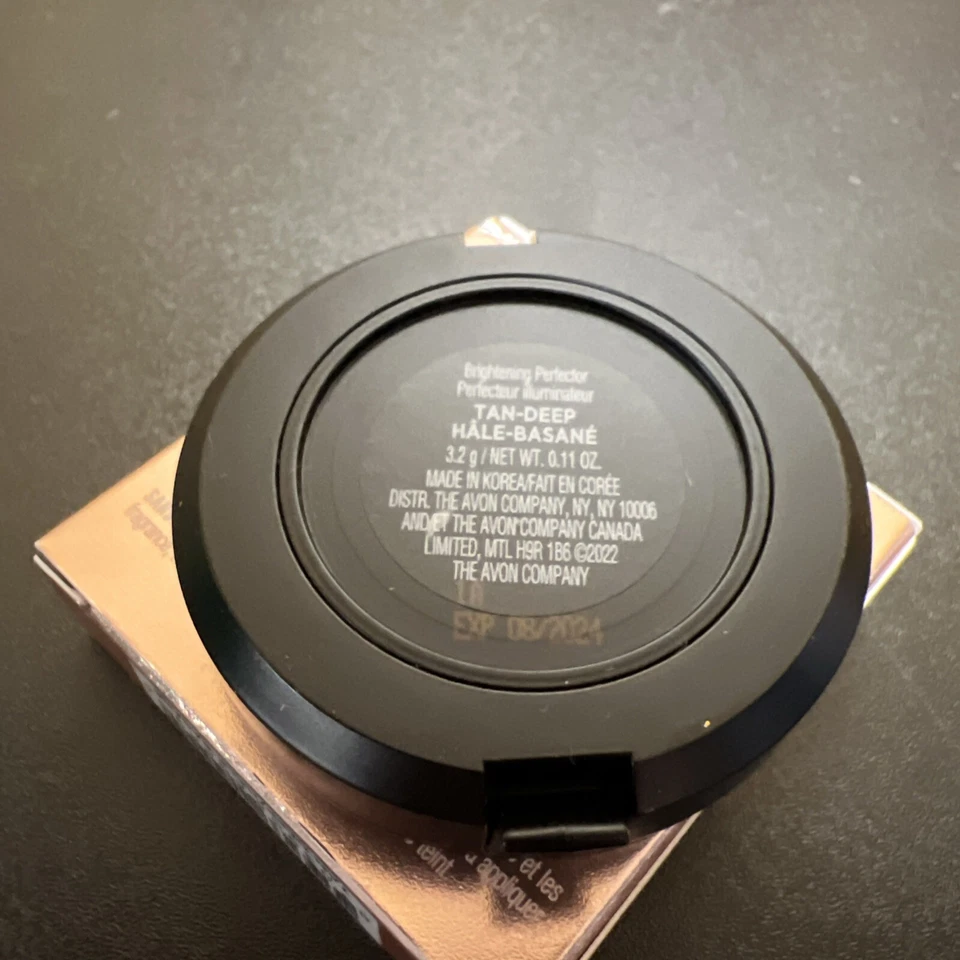 Brightening Perfector
Perfecteur illuminateur
TAN-DEEP
HÂLE-BASANÉ
3.2 g / NET WT. 0.11 OZ.
MADE IN KOREA/FAIT EN CORÉE
DISTR. THE AVON COMPANY, NY, NY 10006
AND/ET THE AVON COMPANY CANADA
LIMITED, MTL H9R 1B6 ©2022
THE AVON COMPANY
EXP 08/2024
et les
appliquer
teint.